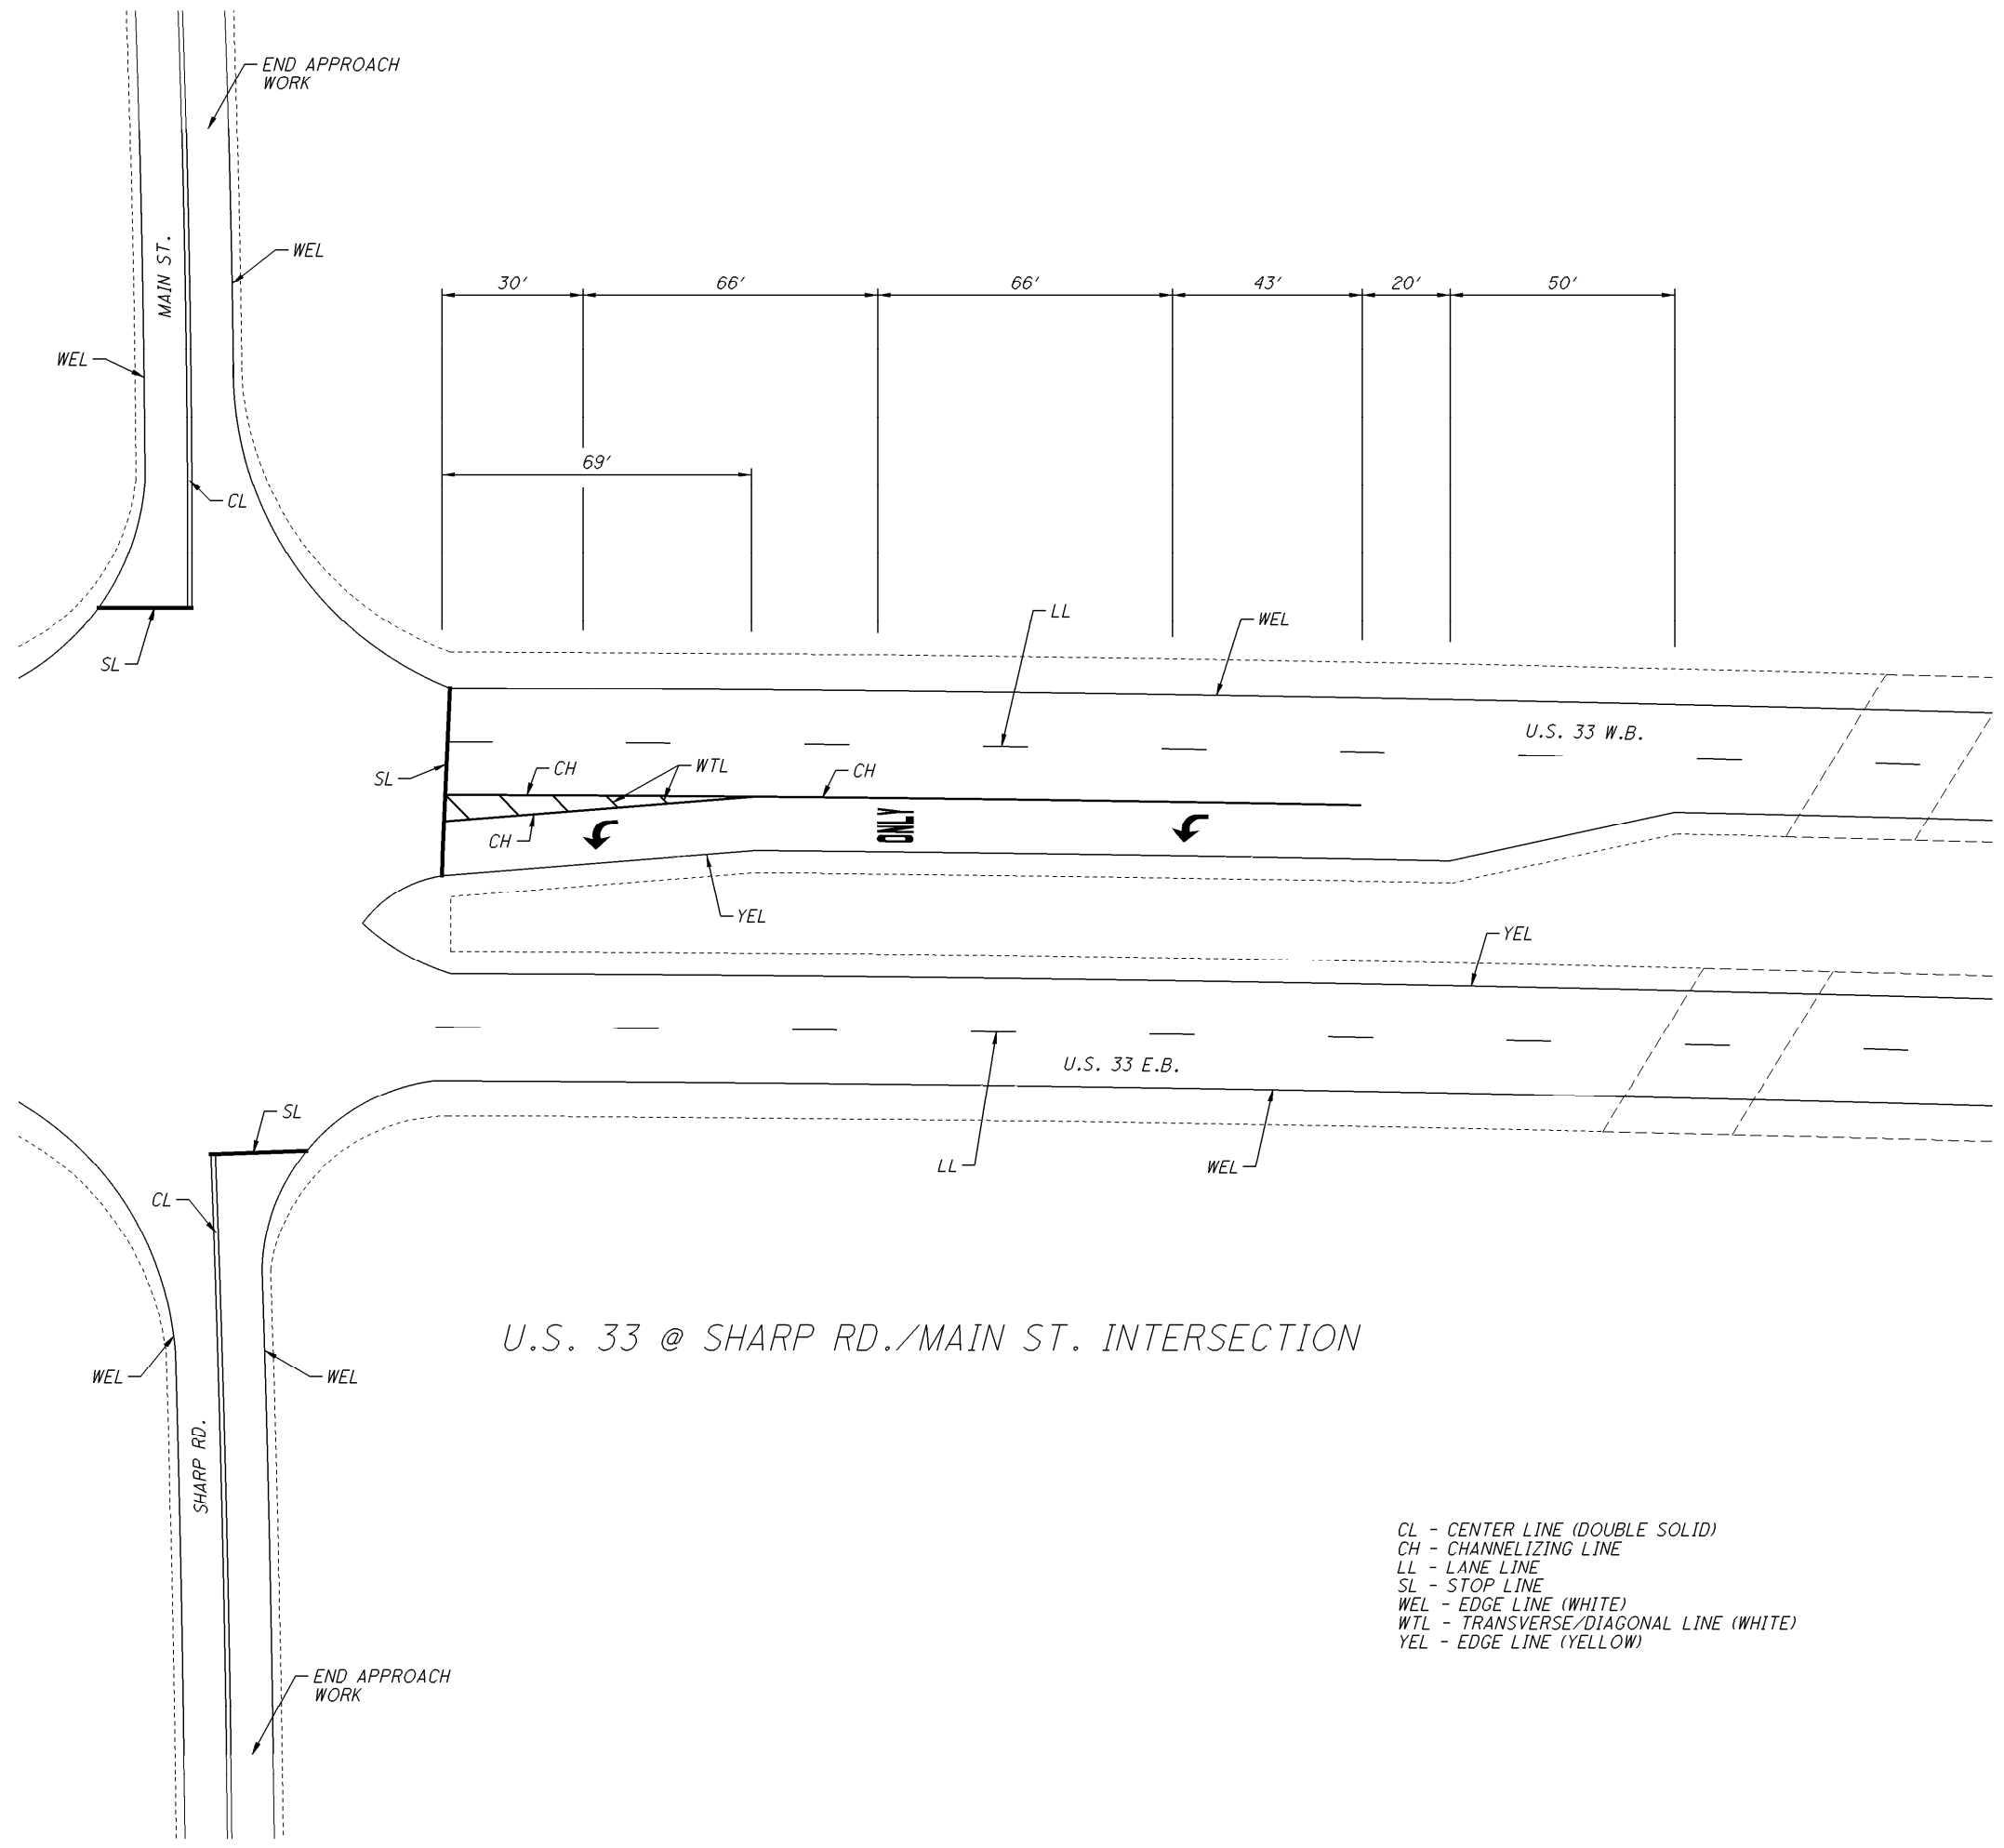 END APPROACH
WORK
MAIN ST.
WEL
30' 66' 66' 43' 20' 50'
WEL
69'
CL
LL
WEL
SL
U.S. 33 W.B.
SL
CH
WTL
CH
CH
ONLY
YEL
YEL
U.S. 33 E.B.
SL
LL
WEL
CL
U.S. 33 @ SHARP RD./MAIN ST. INTERSECTION
WEL
WEL
SHARP RD.
CL - CENTER LINE (DOUBLE SOLID)
CH - CHANNELIZING LINE
LL - LANE LINE
SL - STOP LINE
WEL - EDGE LINE (WHITE)
WTL - TRANSVERSE/DIAGONAL LINE (WHITE)
YEL - EDGE LINE (YELLOW)
END APPROACH
WORK